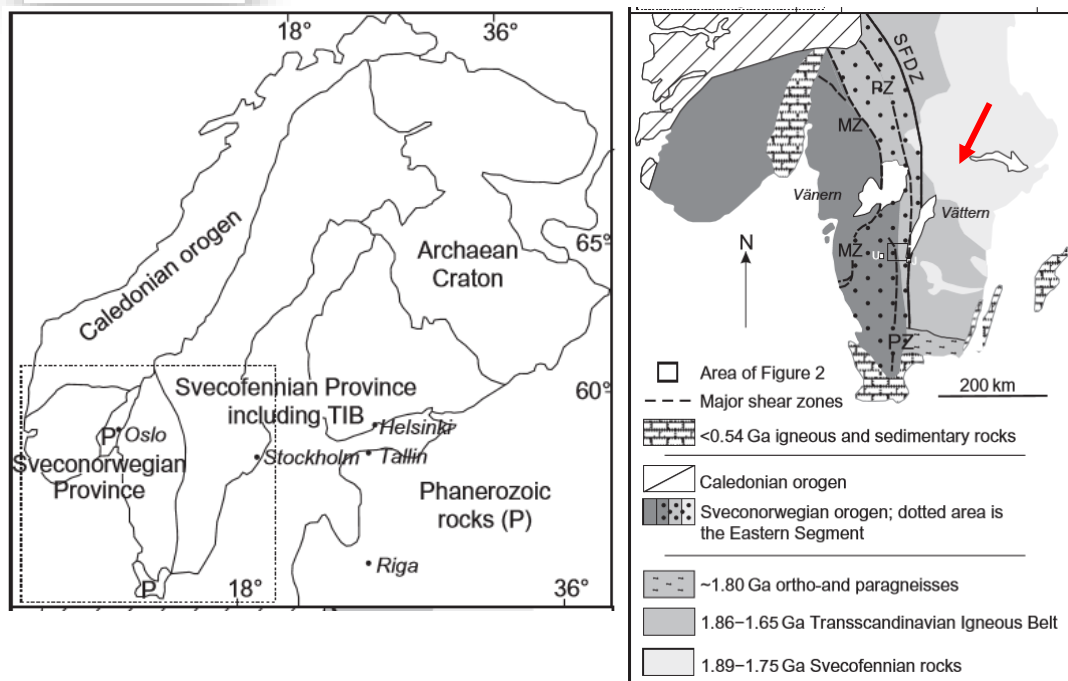 18°
36°
65°
Caledonian orogen
Archaean
Craton
60°
Svecofennian Province
including TIB
P
Oslo
Helsinki
Sveconorwegian
Province
Stockholm
Tallin
Phanerozoic
rocks (P)
Riga
P
18°
36°
SFDZ
PZ
MZ
Vänern
Vättern
N
MZ
PZ
Area of Figure 2
200 km
Major shear zones
<0.54 Ga igneous and sedimentary rocks
Caledonian orogen
Sveconorwegian orogen; dotted area is
the Eastern Segment
~1.80 Ga ortho-and paragneisses
1.86–1.65 Ga Transscandinavian Igneous Belt
1.89–1.75 Ga Svecofennian rocks